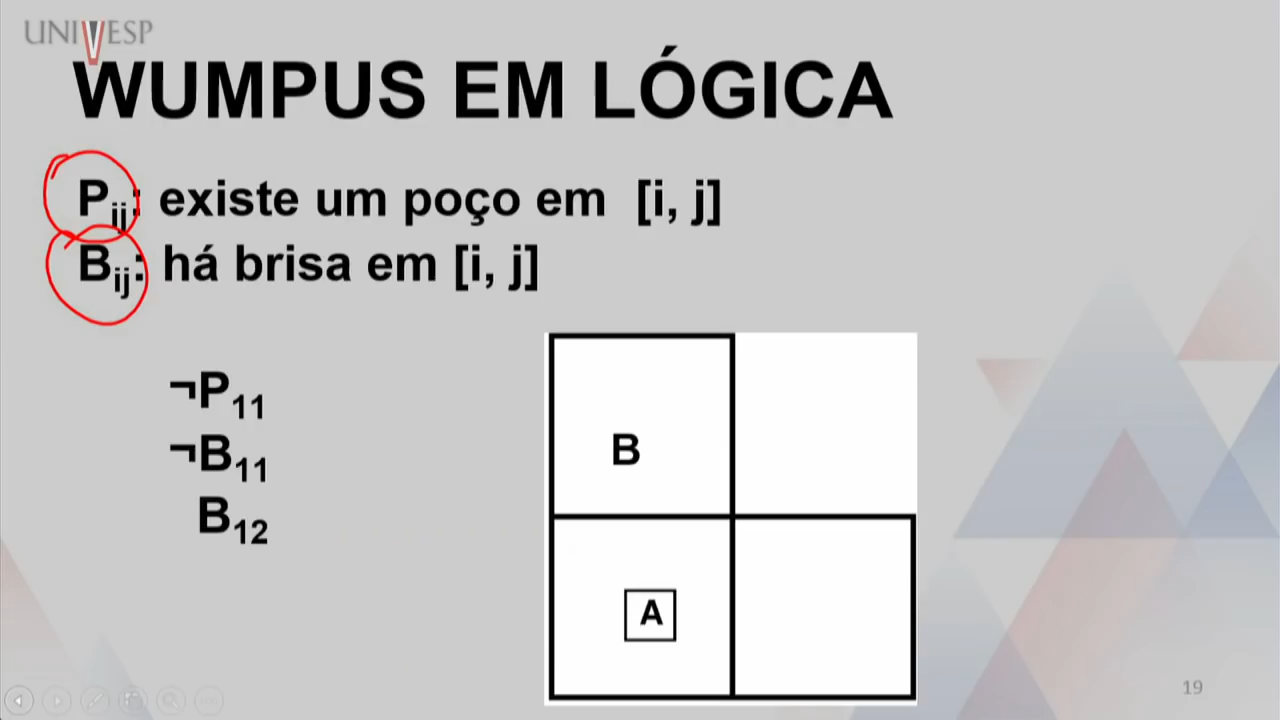 UNIVESP
WUMPUS EM LÓGICA
Pij: existe um poço em [i, j]
Bij: há brisa em [i, j]
¬P11
¬B11
B12
B
A
19